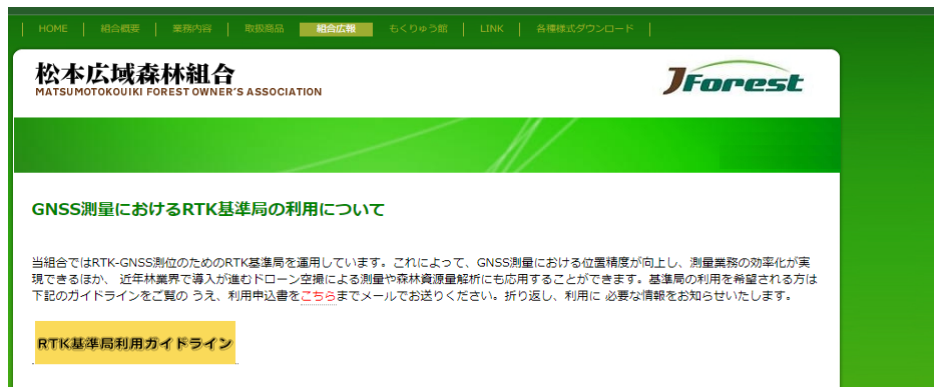 HOME
組合概要
業務内容
取扱商品
組合広報
もくりゅう館
LINK
各種様式ダウンロード
松本広域森林組合
MATSUMOTOKOUIKI FOREST OWNER'S ASSOCIATION
JForest
GNSS測量におけるRTK基準局の利用について
当組合ではRTK-GNSS測位のためのRTK基準局を運用しています。これによって、GNSS測量における位置精度が向上し、測量業務の効率化が実
現できるほか、 近年林業界で導入が進むドローン空撮による測量や森林資源量解析にも応用することができます。基準局の利用を希望される方は
下記のガイドラインをご覧の うえ、利用申込書をこちらまでメールでお送りください。折り返し、利用に 必要な情報をお知らせいたします。
RTK基準局利用ガイドライン